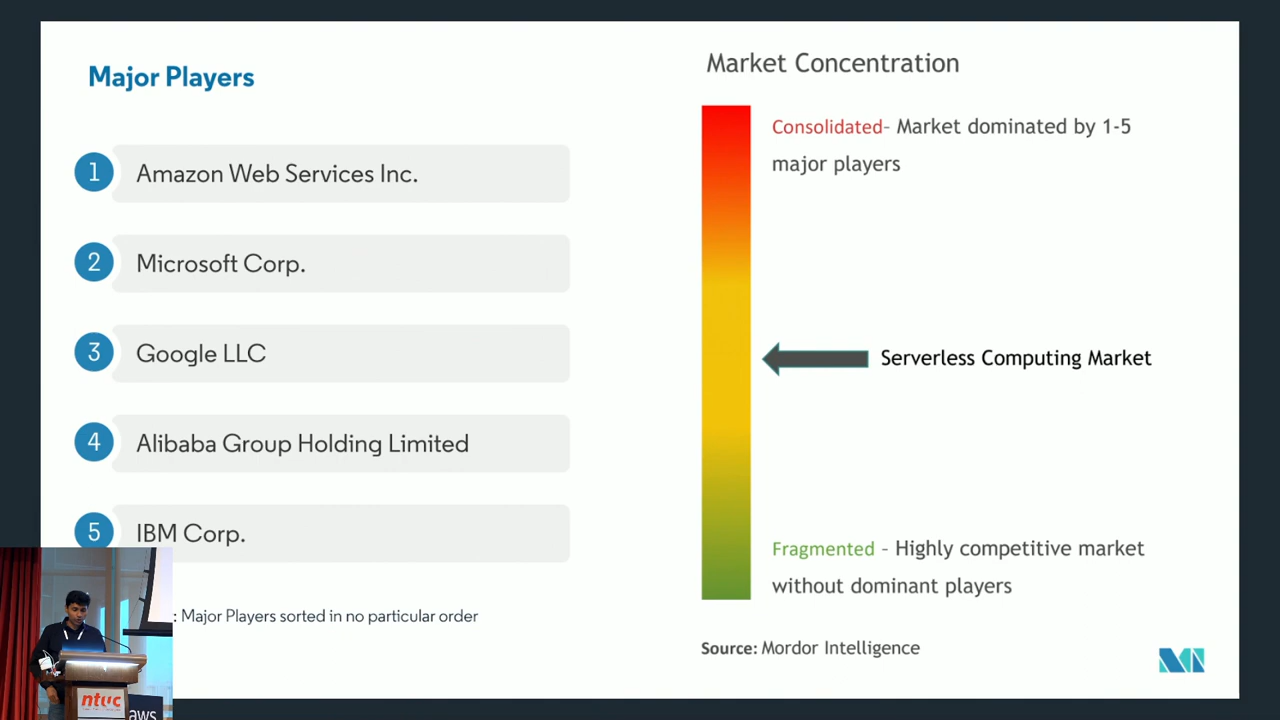 Major Players
1 Amazon Web Services Inc.
2 Microsoft Corp.
3 Google LLC
4 Alibaba Group Holding Limited
5 IBM Corp.
: Major Players sorted in no particular order
Market Concentration
Consolidated– Market dominated by 1-5
major players
Serverless Computing Market
Fragmented - Highly competitive market
without dominant players
Source: Mordor Intelligence
ntuc
aws